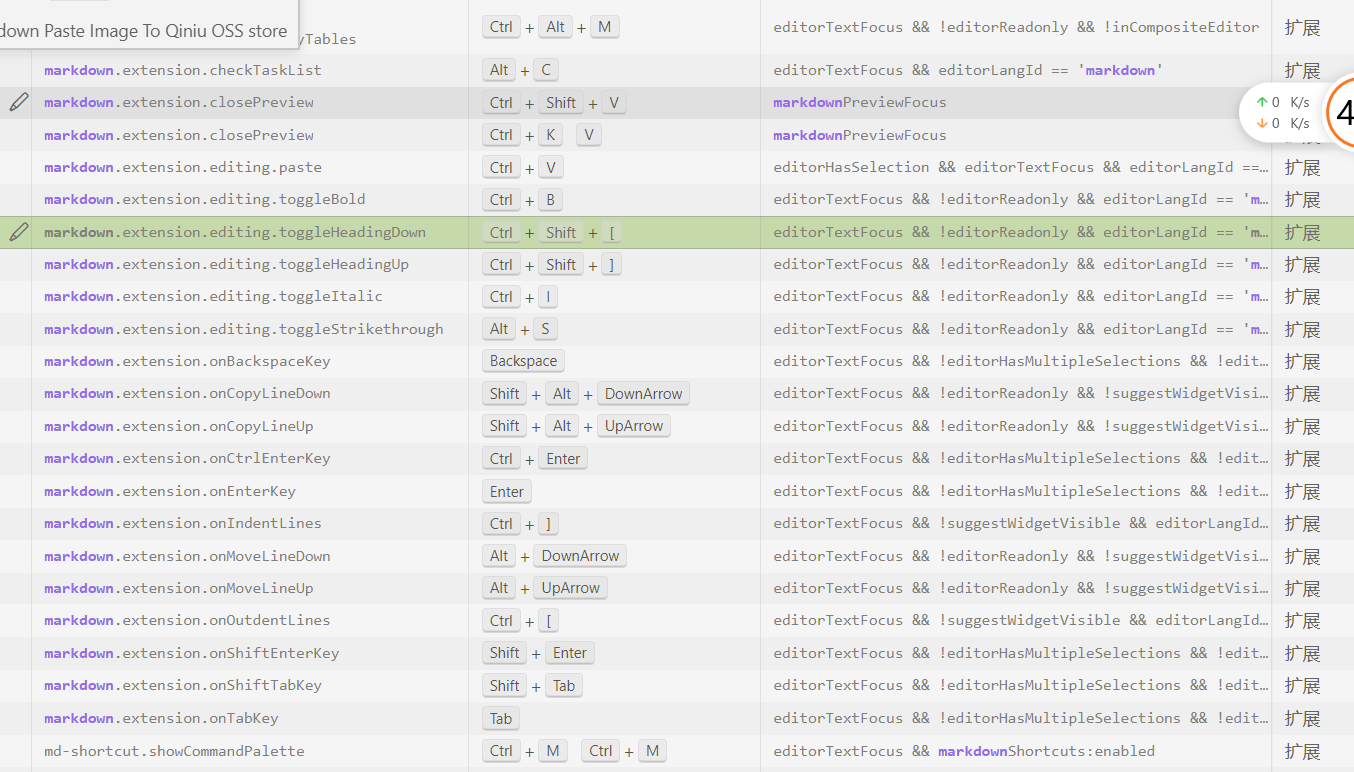 down Paste Image To Qiniu OSS store
yTables Ctrl + Alt + M editorTextFocus && !editorReadonly && !inCompositeEditor 扩展
markdown.extension.checkTaskList Alt + C editorTextFocus && editorLangId == 'markdown' 扩展
markdown.extension.closePreview Ctrl + Shift + V markdownPreviewFocus
↑ 0 K/s
↓ 0 K/s
4
markdown.extension.closePreview Ctrl + K V markdownPreviewFocus 扩展
markdown.extension.editing.paste Ctrl + V editorHasSelection && editorTextFocus && editorLangId ==… 扩展
markdown.extension.editing.toggleBold Ctrl + B editorTextFocus && !editorReadonly && editorLangId == 'm… 扩展
markdown.extension.editing.toggleHeadingDown Ctrl + Shift + [ editorTextFocus && !editorReadonly && editorLangId == 'm… 扩展
markdown.extension.editing.toggleHeadingUp Ctrl + Shift + ] editorTextFocus && !editorReadonly && editorLangId == 'm… 扩展
markdown.extension.editing.toggleItalic Ctrl + I editorTextFocus && !editorReadonly && editorLangId == 'm… 扩展
markdown.extension.editing.toggleStrikethrough Alt + S editorTextFocus && !editorReadonly && editorLangId == 'm… 扩展
markdown.extension.onBackspaceKey Backspace editorTextFocus && !editorHasMultipleSelections && !edit… 扩展
markdown.extension.onCopyLineDown Shift + Alt + DownArrow editorTextFocus && !editorReadonly && !suggestWidgetVisi… 扩展
markdown.extension.onCopyLineUp Shift + Alt + UpArrow editorTextFocus && !editorReadonly && !suggestWidgetVisi… 扩展
markdown.extension.onCtrlEnterKey Ctrl + Enter editorTextFocus && !editorHasMultipleSelections && !edit… 扩展
markdown.extension.onEnterKey Enter editorTextFocus && !editorHasMultipleSelections && !edit… 扩展
markdown.extension.onIndentLines Ctrl + ] editorTextFocus && !suggestWidgetVisible && editorLangId… 扩展
markdown.extension.onMoveLineDown Alt + DownArrow editorTextFocus && !editorReadonly && !suggestWidgetVisi… 扩展
markdown.extension.onMoveLineUp Alt + UpArrow editorTextFocus && !editorReadonly && !suggestWidgetVisi… 扩展
markdown.extension.onOutdentLines Ctrl + [ editorTextFocus && !suggestWidgetVisible && editorLangId… 扩展
markdown.extension.onShiftEnterKey Shift + Enter editorTextFocus && !editorHasMultipleSelections && !edit… 扩展
markdown.extension.onShiftTabKey Shift + Tab editorTextFocus && !editorHasMultipleSelections && !edit… 扩展
markdown.extension.onTabKey Tab editorTextFocus && !editorHasMultipleSelections && !edit… 扩展
md-shortcut.showCommandPalette Ctrl + M Ctrl + M editorTextFocus && markdownShortcuts:enabled 扩展